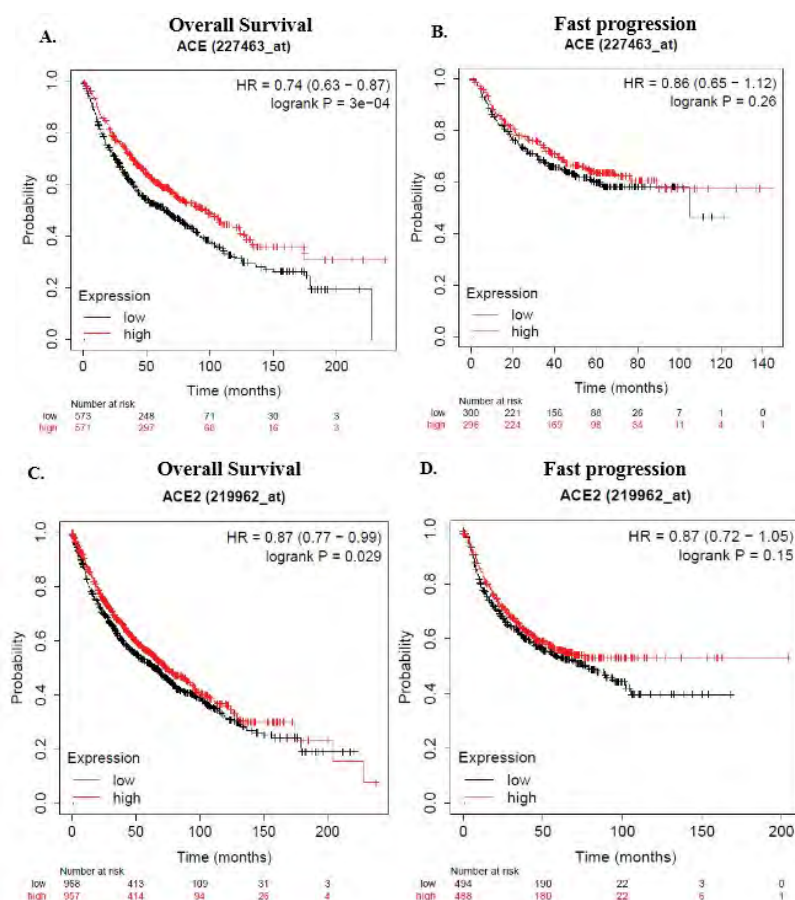 A.
Overall Survival
ACE (227463_at)
HR = 0.74 (0.63 − 0.87)
logrank P = 3e−04
Probability
1.0
0.8
0.6
0.4
0.2
0.0
Expression
low
high
0 50 100 150 200
Time (months)
Number at risk
low 573 248 71 30 3
high 571 297 68 16 3
B.
Fast progression
ACE (227463_at)
HR = 0.86 (0.65 − 1.12)
logrank P = 0.26
Probability
1.0
0.8
0.6
0.4
0.2
0.0
Expression
low
high
0 20 40 60 80 100 120 140
Time (months)
Number at risk
low 300 221 156 88 26 7 1 0
high 296 224 169 98 34 11 4 1
C.
Overall Survival
ACE2 (219962_at)
HR = 0.87 (0.77 − 0.99)
logrank P = 0.029
Probability
1.0
0.8
0.6
0.4
0.2
0.0
Expression
low
high
0 50 100 150 200
Time (months)
Number at risk
low 968 413 109 31 3
high 957 414 94 26 4
D.
Fast progression
ACE2 (219962_at)
HR = 0.87 (0.72 − 1.05)
logrank P = 0.15
Probability
1.0
0.8
0.6
0.4
0.2
0.0
Expression
low
high
0 50 100 150 200
Time (months)
Number at risk
low 494 190 22 3 0
high 488 180 22 6 1